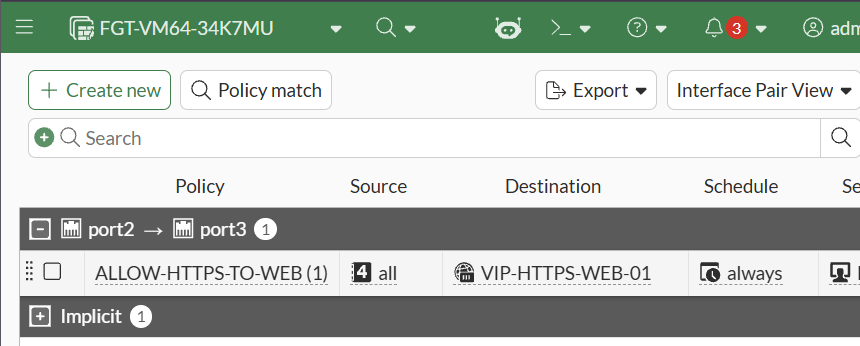 FGT-VM64-34K7MU >_ ? 3 adm
+ Create new Policy match Export Interface Pair View
Search
Policy Source Destination Schedule Se
port2 → port3 1
ALLOW-HTTPS-TO-WEB (1) 4 all VIP-HTTPS-WEB-01 always
Implicit 1